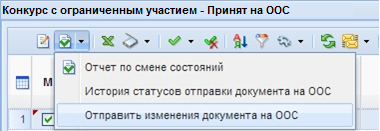 Конкурс с ограниченным участием - Принят на ООС
Отчет по смене состояний
История статусов отправки документа на ООС
Отправить изменения документа на ООС
1